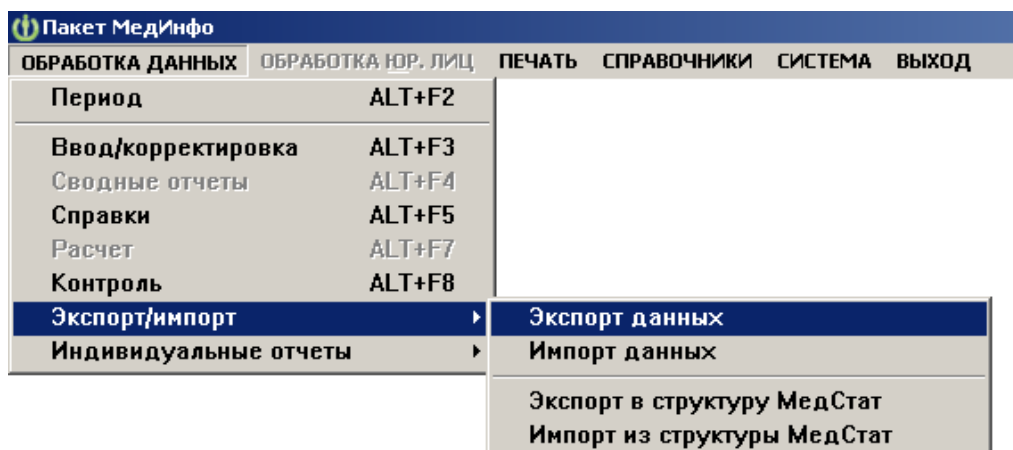 Пакет МедИнфо
ОБРАБОТКА ДАННЫХ ОБРАБОТКА ЮР. ЛИЦ ПЕЧАТЬ СПРАВОЧНИКИ СИСТЕМА ВЫХОД
Период ALT+F2
Ввод/корректировка ALT+F3
Сводные отчеты ALT+F4
Справки ALT+F5
Расчет ALT+F7
Контроль ALT+F8
Экспорт/импорт
Индивидуальные отчеты
Экспорт данных
Импорт данных
Экспорт в структуру МедСтат
Импорт из структуры МедСтат